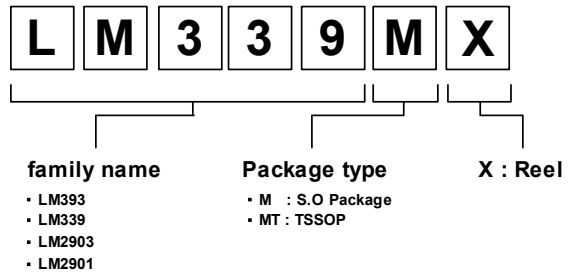 L M 3 3 9 M X
family name Package type X : Reel
▪ LM393 ▪ M : S.O Package
▪ LM339 ▪ MT : TSSOP
▪ LM2903
▪ LM2901